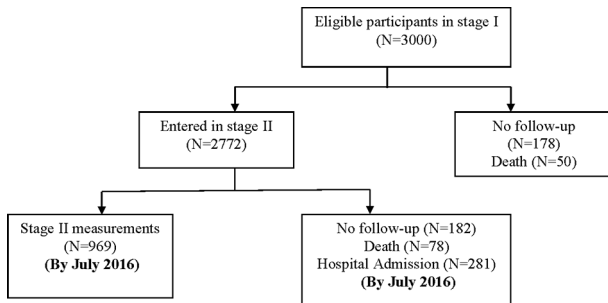 Eligible participants in stage I
(N=3000)
Entered in stage II
(N=2772)
No follow-up
(N=178)
Death (N=50)
Stage II measurements
(N=969)
(By July 2016)
No follow-up (N=182)
Death (N=78)
Hospital Admission (N=281)
(By July 2016)